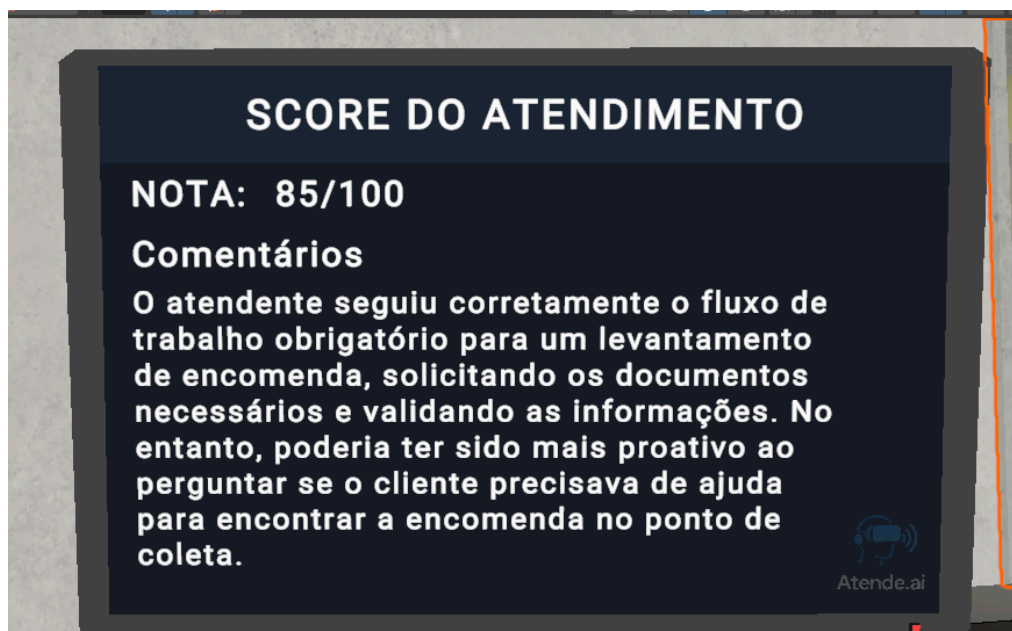 SCORE DO ATENDIMENTO
NOTA: 85/100
Comentários
O atendente seguiu corretamente o fluxo de
trabalho obrigatório para um levantamento
de encomenda, solicitando os documentos
necessários e validando as informações. No
entanto, poderia ter sido mais proativo ao
perguntar se o cliente precisava de ajuda
para encontrar a encomenda no ponto de
coleta.
Atende.ai